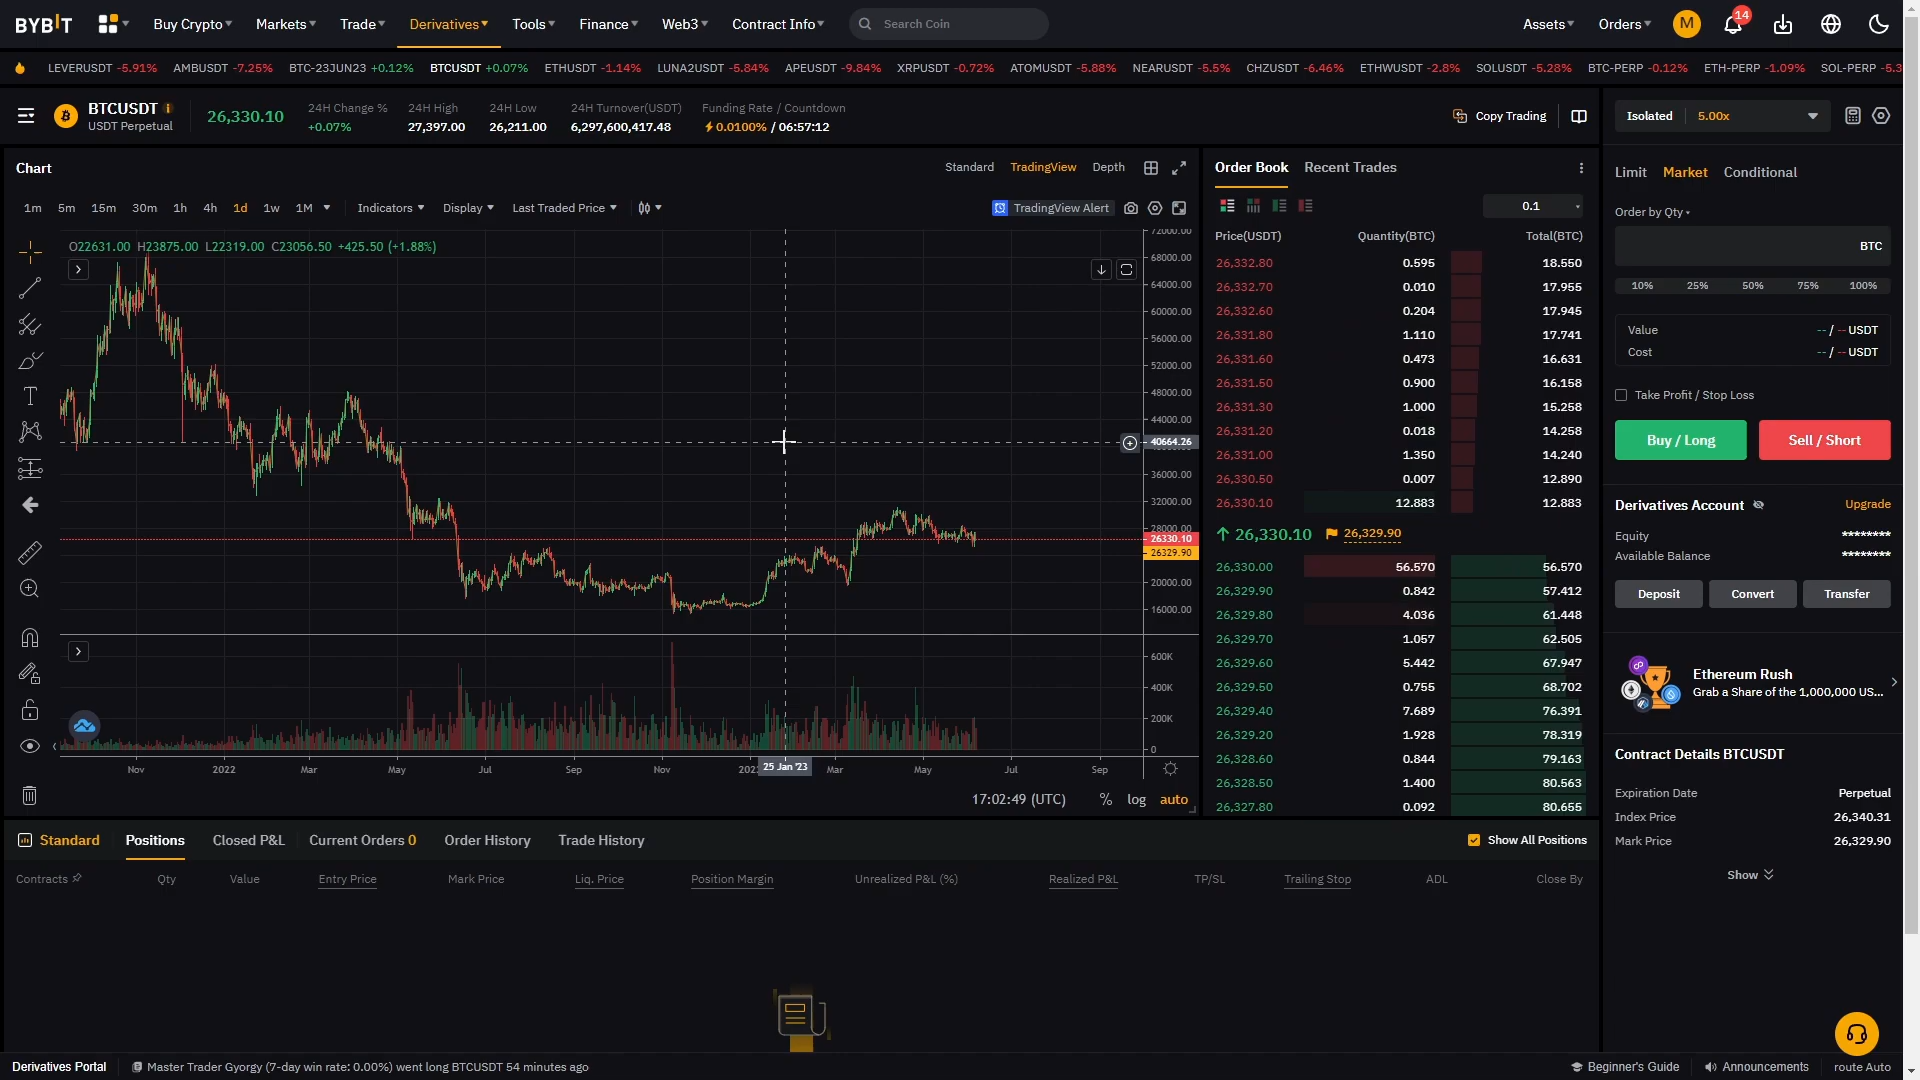 BYBIT Buy Crypto Markets Trade Derivatives Tools Finance Web3 Contract Info Search Coin Assets Orders M 14
LEVERUSDT -5.91% AMBUSDT -7.25% BTC-23JUN23 +0.12% BTCUSDT +0.07% ETHUSDT -1.14% LUNA2USDT -5.84% APEUSDT -9.84% XRPUSDT -0.72% ATOMUSDT -5.88% NEARUSDT -5.5% CHZUSDT -6.46% ETHWUSDT -2.8% SOLUSDT -5.28% BTC-PERP -0.12% ETH-PERP -1.09% SOL-PERP -5.3
BTCUSDT
USDT Perpetual
26,330.10
24H Change %
+0.07%
24H High
27,397.00
24H Low
26,211.00
24H Turnover(USDT)
6,297,600,417.48
Funding Rate / Countdown
0.0100% / 06:57:12
Copy Trading
Chart
Standard TradingView Depth
1m 5m 15m 30m 1h 4h 1d 1w 1M Indicators Display Last Traded Price TradingView Alert
O22631.00 H23875.00 L22319.00 C23056.50 +425.50 (+1.88%)
72000.00
68000.00
64000.00
60000.00
56000.00
52000.00
48000.00
44000.00
40664.26
36000.00
32000.00
28000.00
26330.10
26329.90
20000.00
16000.00
600K
400K
200K
0
Nov 2022 Mar May Jul Sep Nov 202 25 Jan '23 Mar May Jul Sep
17:02:49 (UTC) % log auto
Order Book Recent Trades
0.1
Price(USDT) Quantity(BTC) Total(BTC)
26,332.80 0.595 18.550
26,332.70 0.010 17.955
26,332.60 0.204 17.945
26,331.80 1.110 17.741
26,331.60 0.473 16.631
26,331.50 0.900 16.158
26,331.30 1.000 15.258
26,331.20 0.018 14.258
26,331.00 1.350 14.240
26,330.50 0.007 12.890
26,330.10 12.883 12.883
26,330.10 26,329.90
26,330.00 56.570 56.570
26,329.90 0.842 57.412
26,329.80 4.036 61.448
26,329.70 1.057 62.505
26,329.60 5.442 67.947
26,329.50 0.755 68.702
26,329.40 7.689 76.391
26,329.20 1.928 78.319
26,328.60 0.844 79.163
26,328.50 1.400 80.563
26,327.80 0.092 80.655
Isolated 5.00x
Limit Market Conditional
Order by Qty
BTC
10% 25% 50% 75% 100%
Value -- / -- USDT
Cost -- / -- USDT
Take Profit / Stop Loss
Buy / Long Sell / Short
Derivatives Account Upgrade
Equity ********
Available Balance ********
Deposit Convert Transfer
Ethereum Rush
Grab a Share of the 1,000,000 US...
Contract Details BTCUSDT
Expiration Date Perpetual
Index Price 26,340.31
Mark Price 26,329.90
Show
Standard Positions Closed P&L Current Orders 0 Order History Trade History Show All Positions
Contracts Qty Value Entry Price Mark Price Liq. Price Position Margin Unrealized P&L (%) Realized P&L TP/SL Trailing Stop ADL Close By
Derivatives Portal Master Trader Gyorgy (7-day win rate: 0.00%) went long BTCUSDT 54 minutes ago Beginner's Guide Announcements route Auto